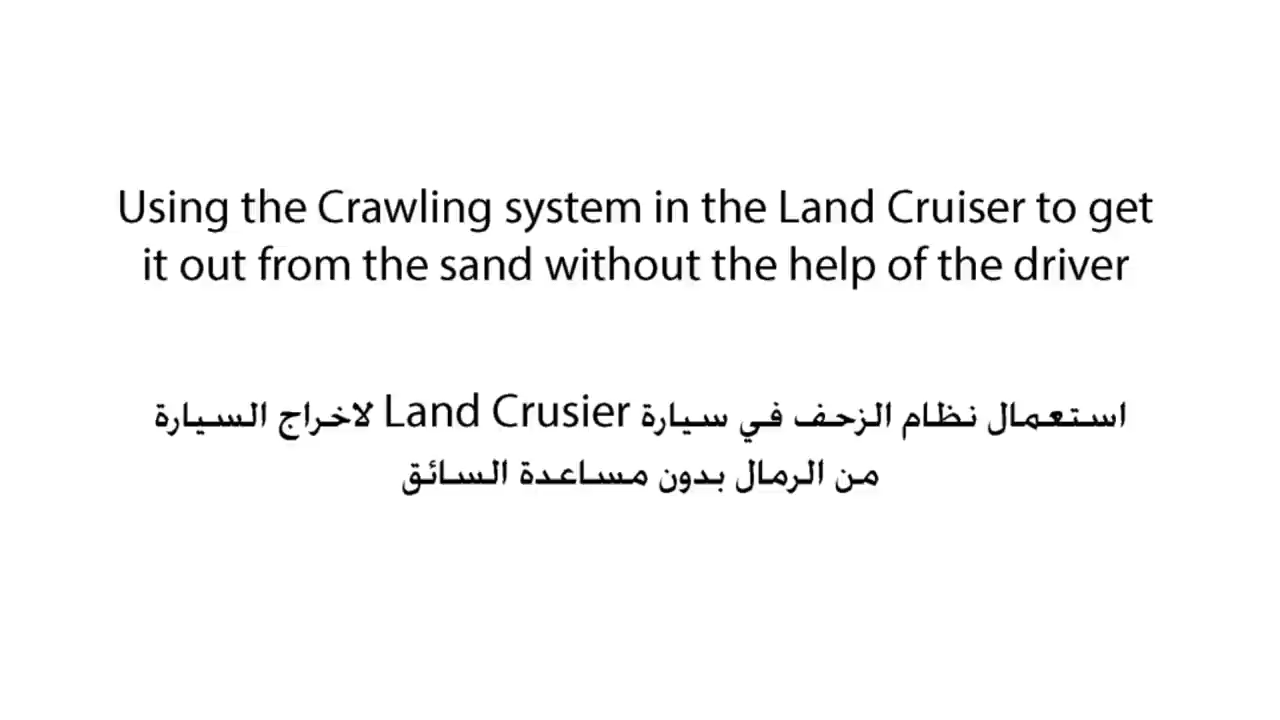 Using the Crawling system in the Land Cruiser to get
it out from the sand without the help of the driver
استعمال نظام الزحف في سيارة Land Crusier لاخراج السيارة
من الرمال بدون مساعدة السائق